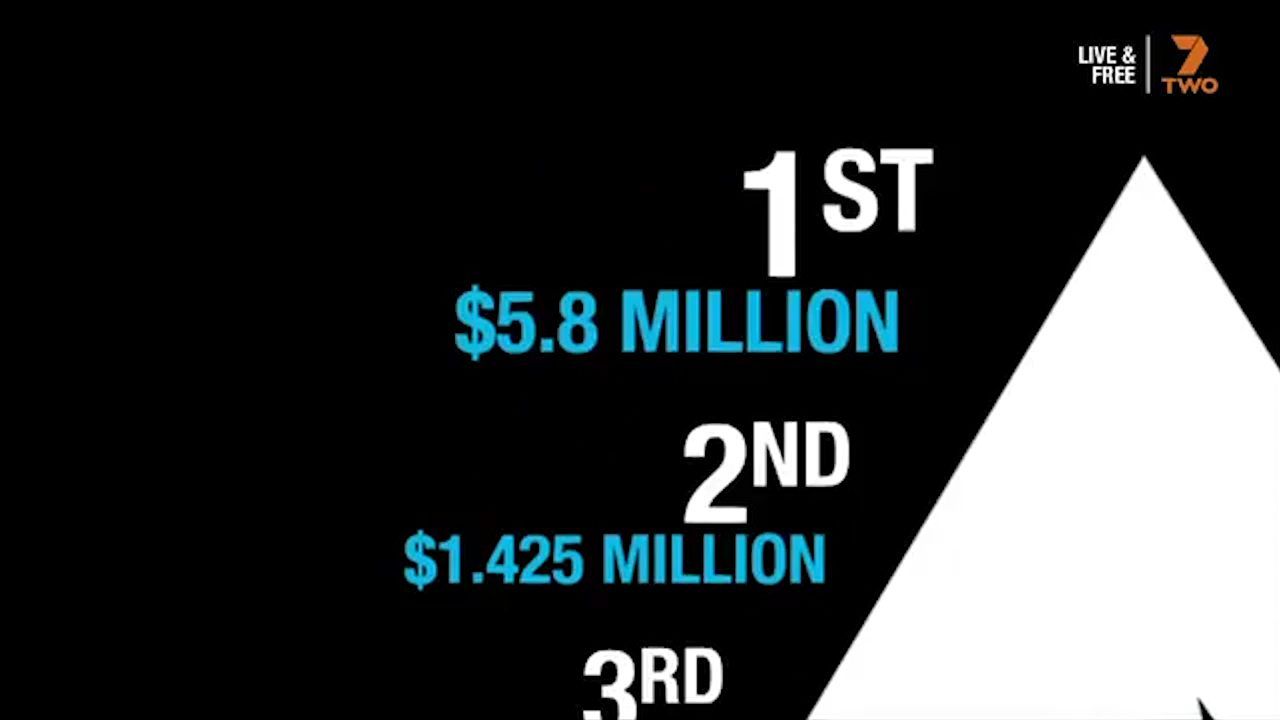 LIVE &
FREE
7
TWO
1ST
$5.8 MILLION
2ND
$1.425 MILLION
3RD